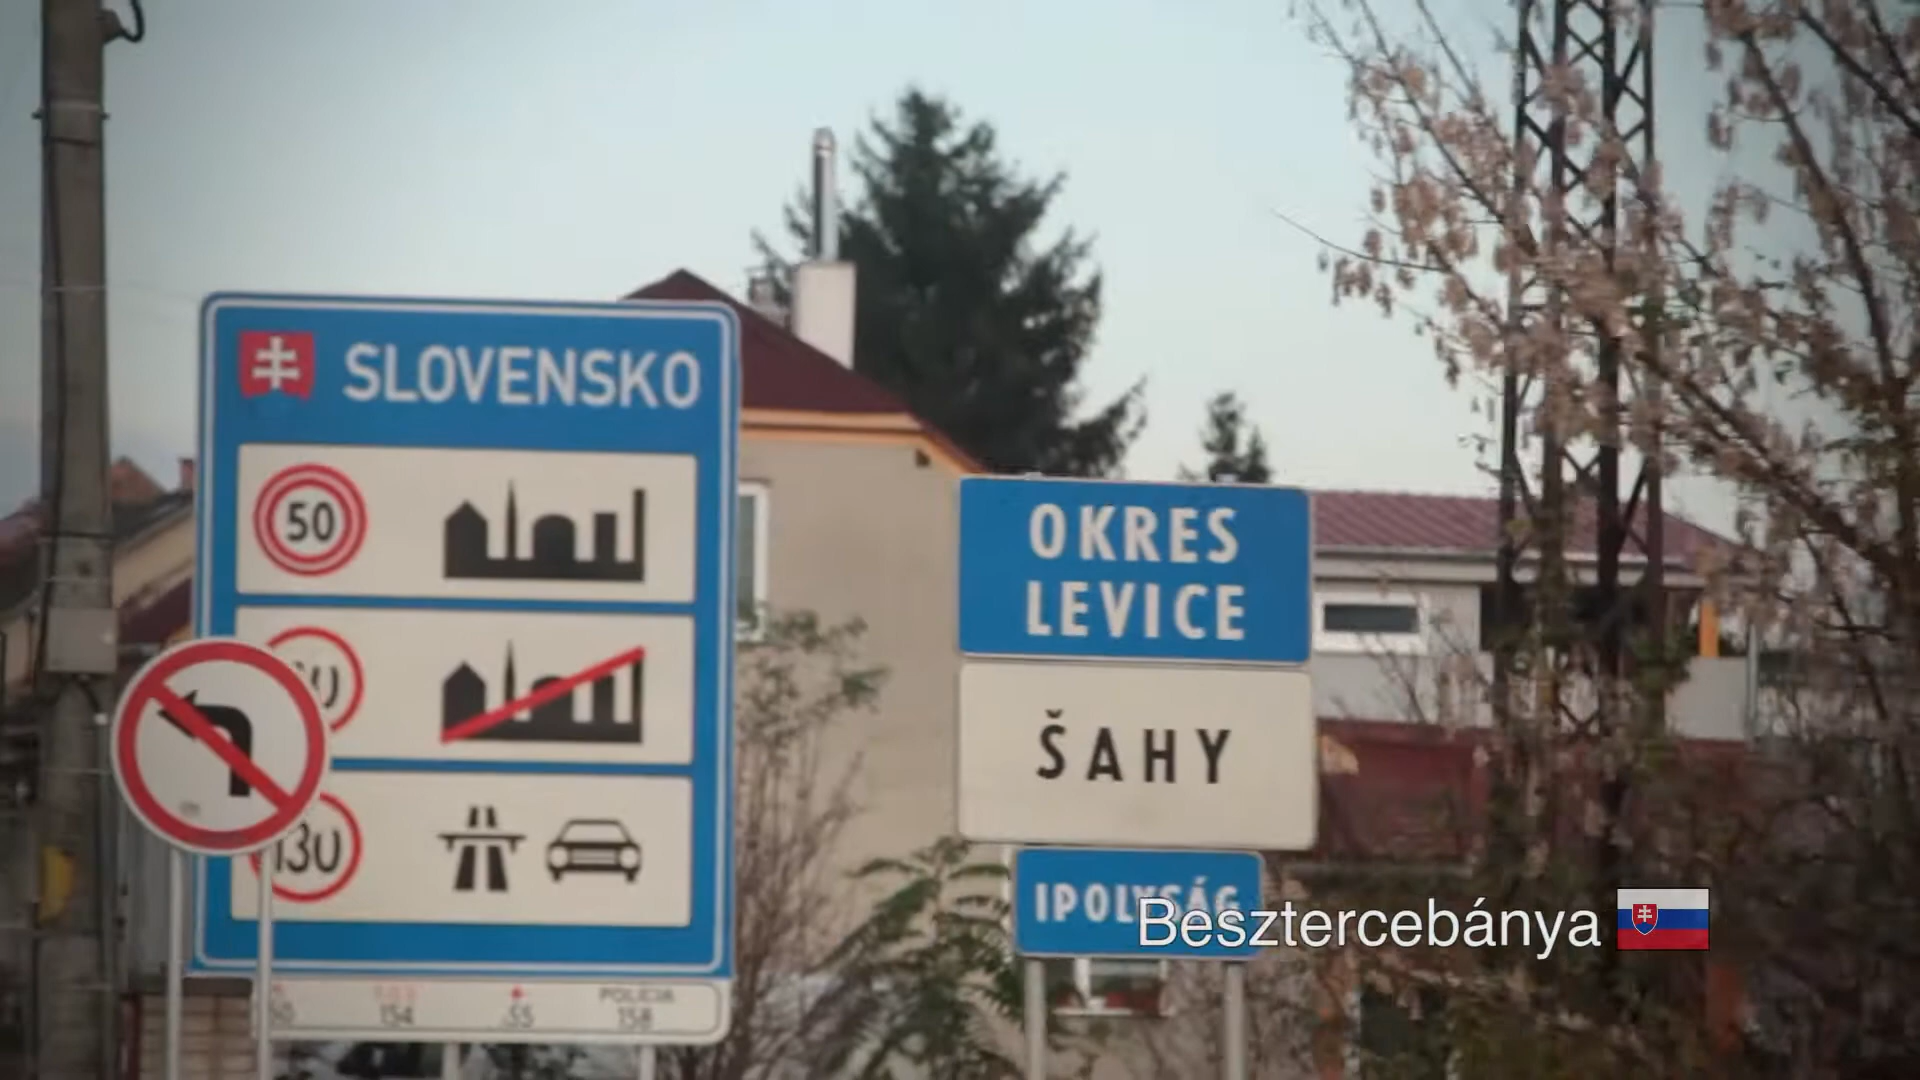 SLOVENSKO
50
130
154
155
POLÍCIA
158
OKRES
LEVICE
ŠAHY
IPOLYSÁG
Besztercebánya